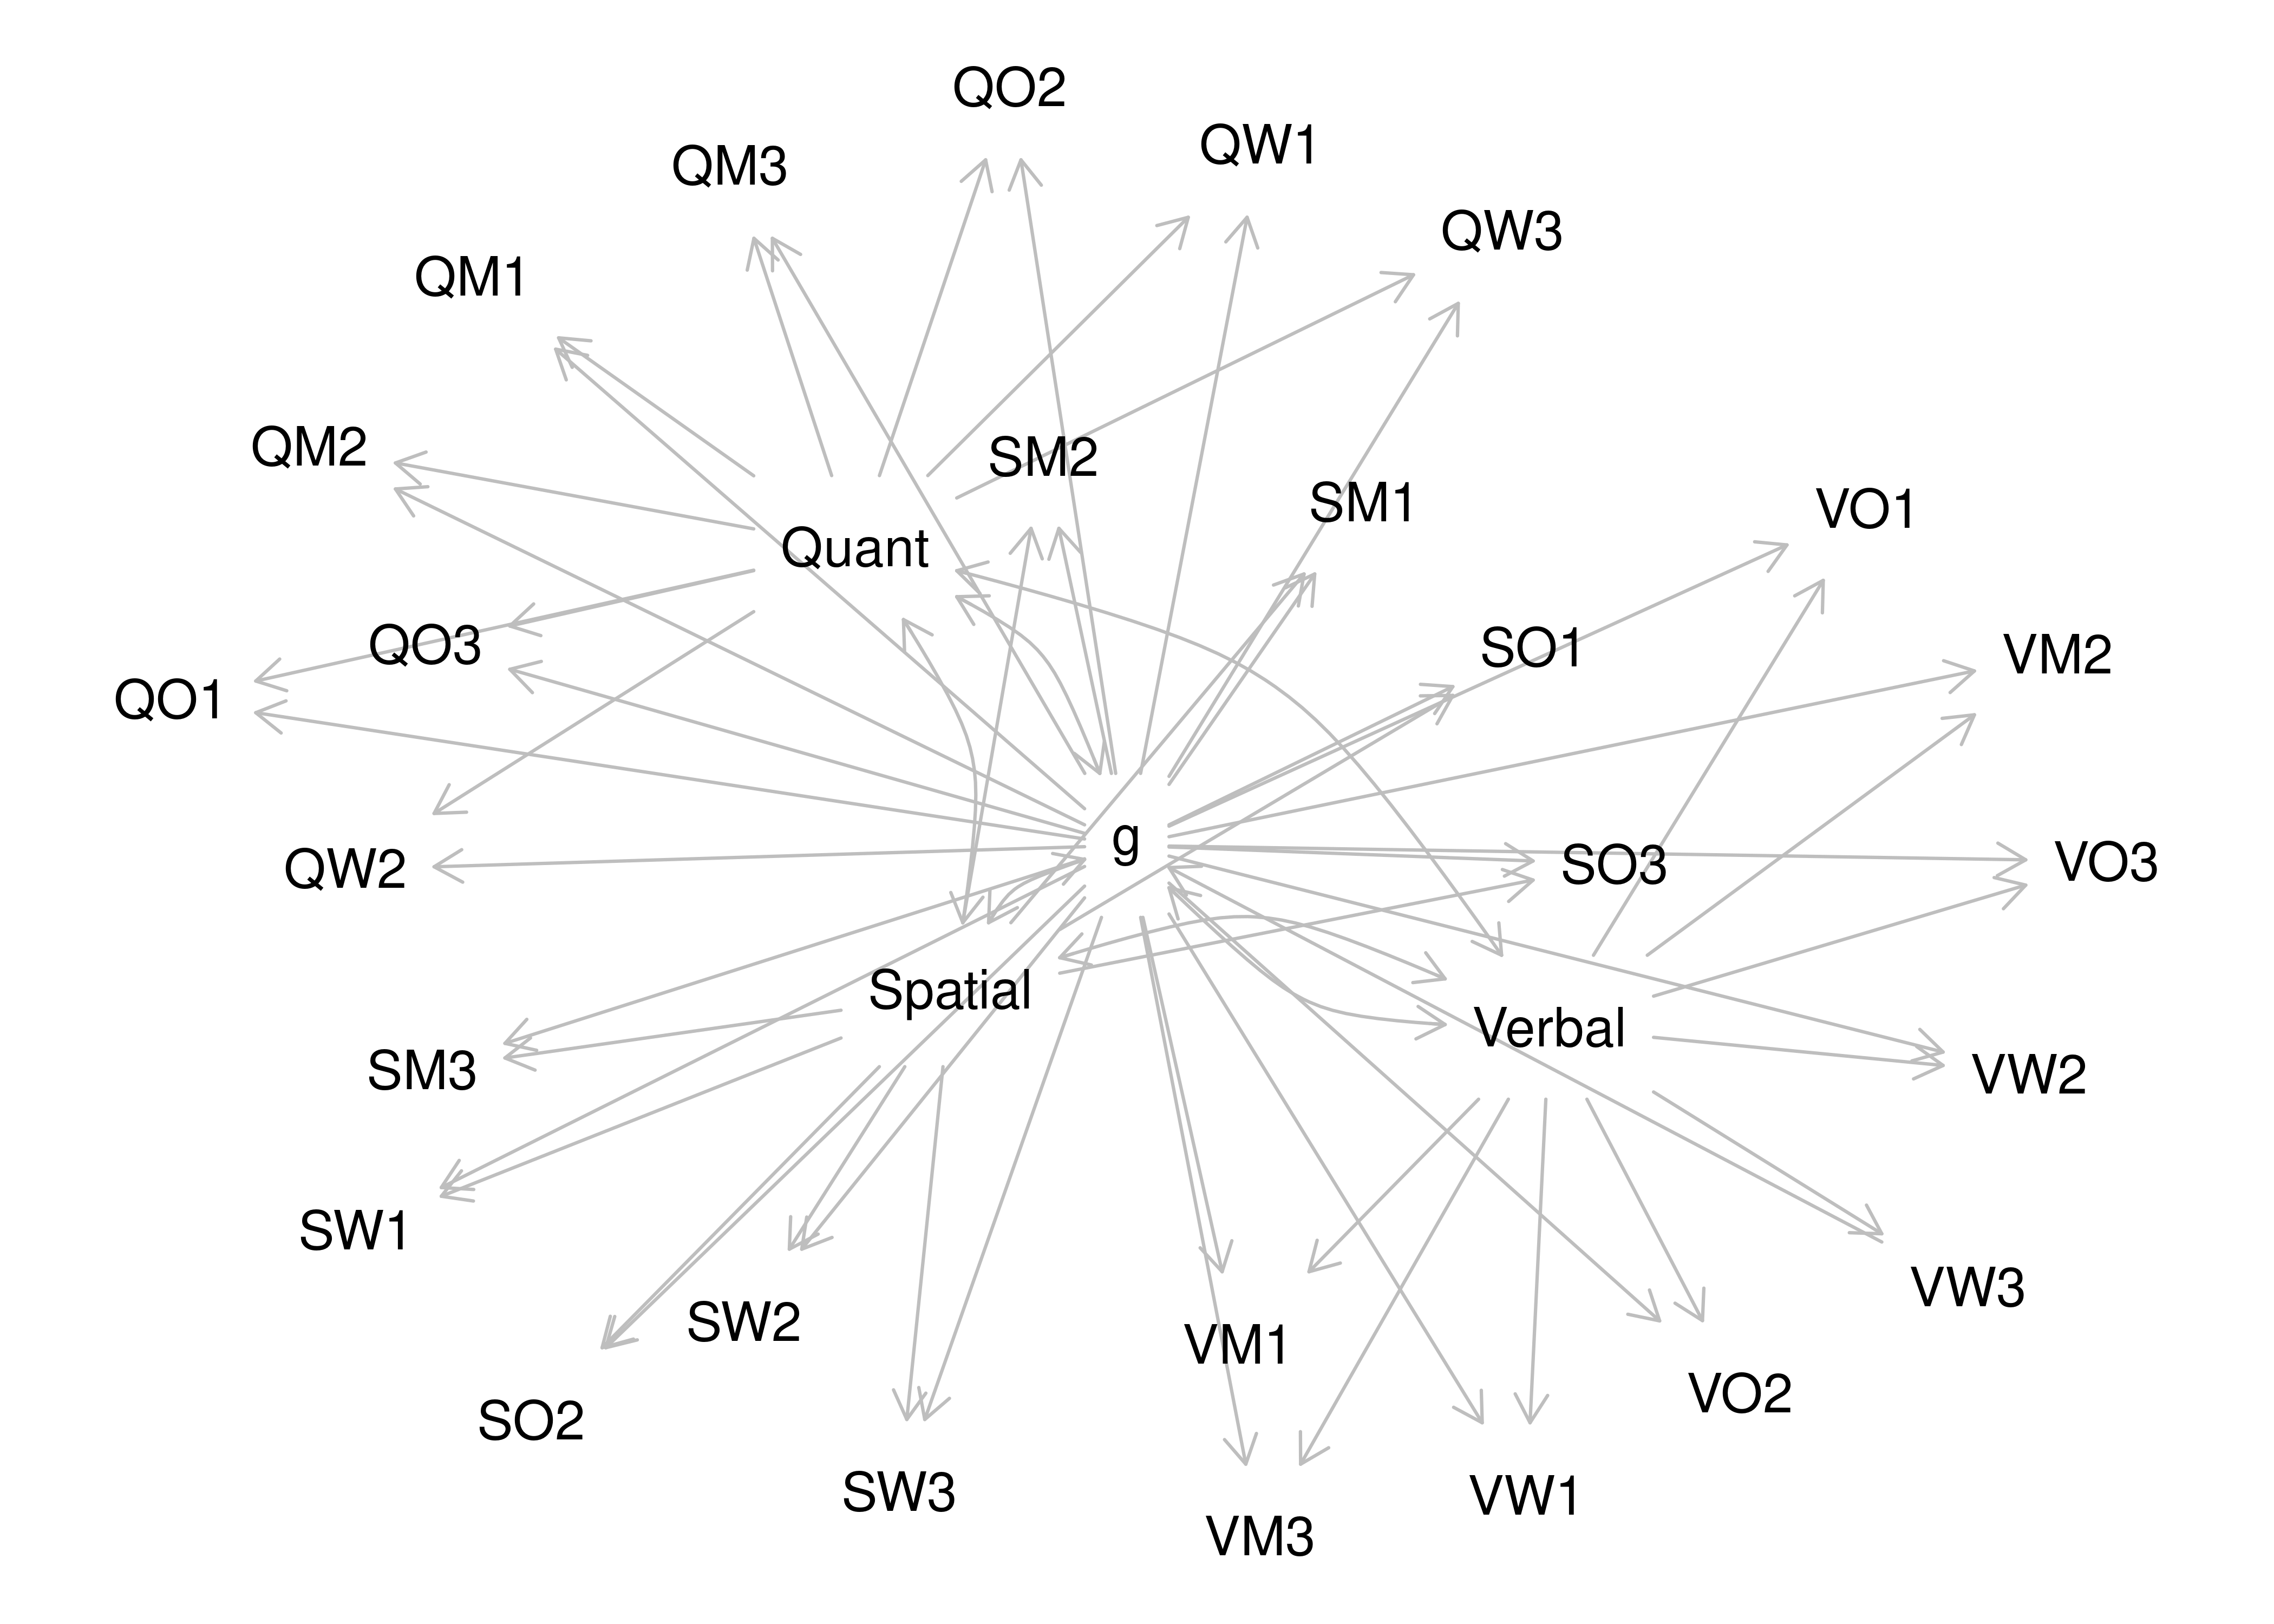 QO2
QW1
QM3
QW3
QM1
QM2
SM2
SM1
VO1
Quant
QO3
SO1
VM2
QO1
g
QW2
SO3
VO3
Spatial
Verbal
SM3
VW2
SW1
VW3
SW2
VM1
VO2
SO2
SW3
VW1
VM3